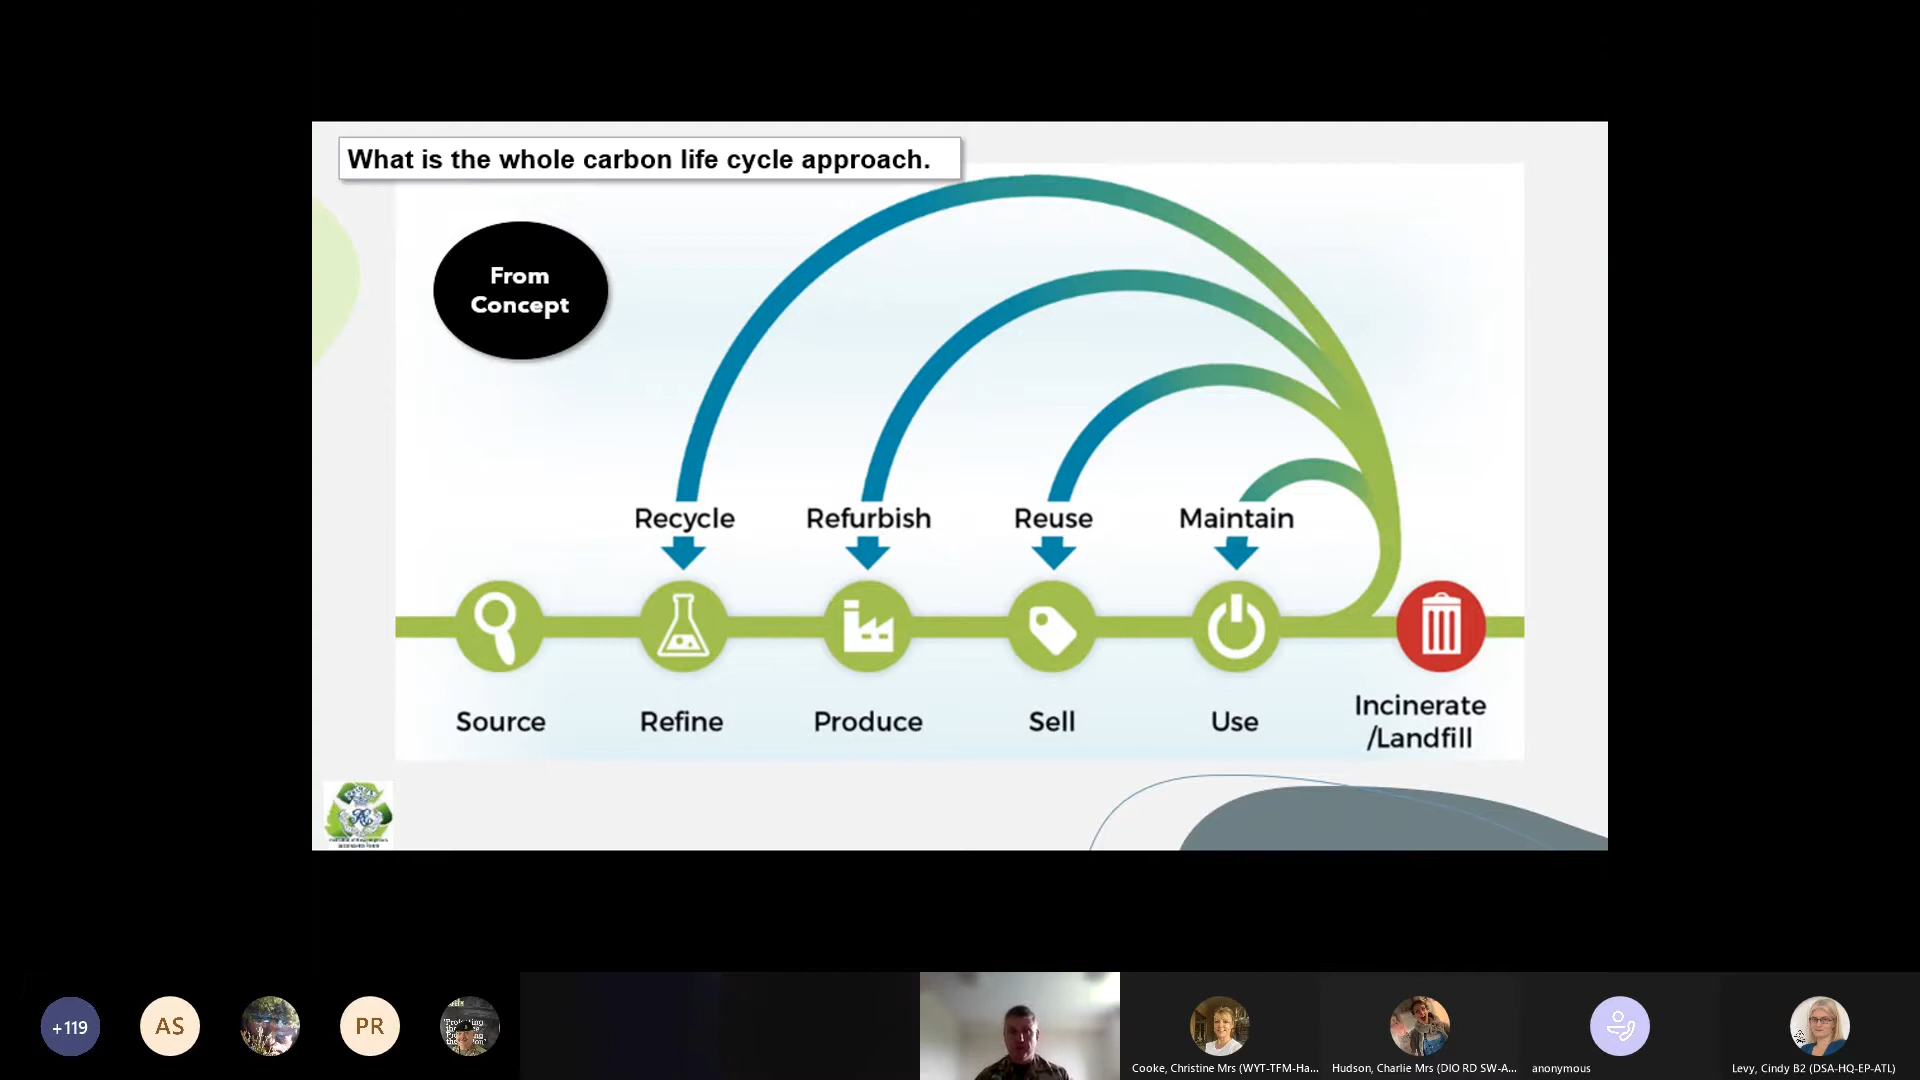 What is the whole carbon life cycle approach.
From
Concept
Recycle
Refurbish
Reuse
Maintain
Source
Refine
Produce
Sell
Use
Incinerate
/Landfill
+119
AS
PR
Cooke, Christine Mrs (WYT-TFM-Ha...
Hudson, Charlie Mrs (DIO RD SW-A...
anonymous
Levy, Cindy B2 (DSA-HQ-EP-ATL)